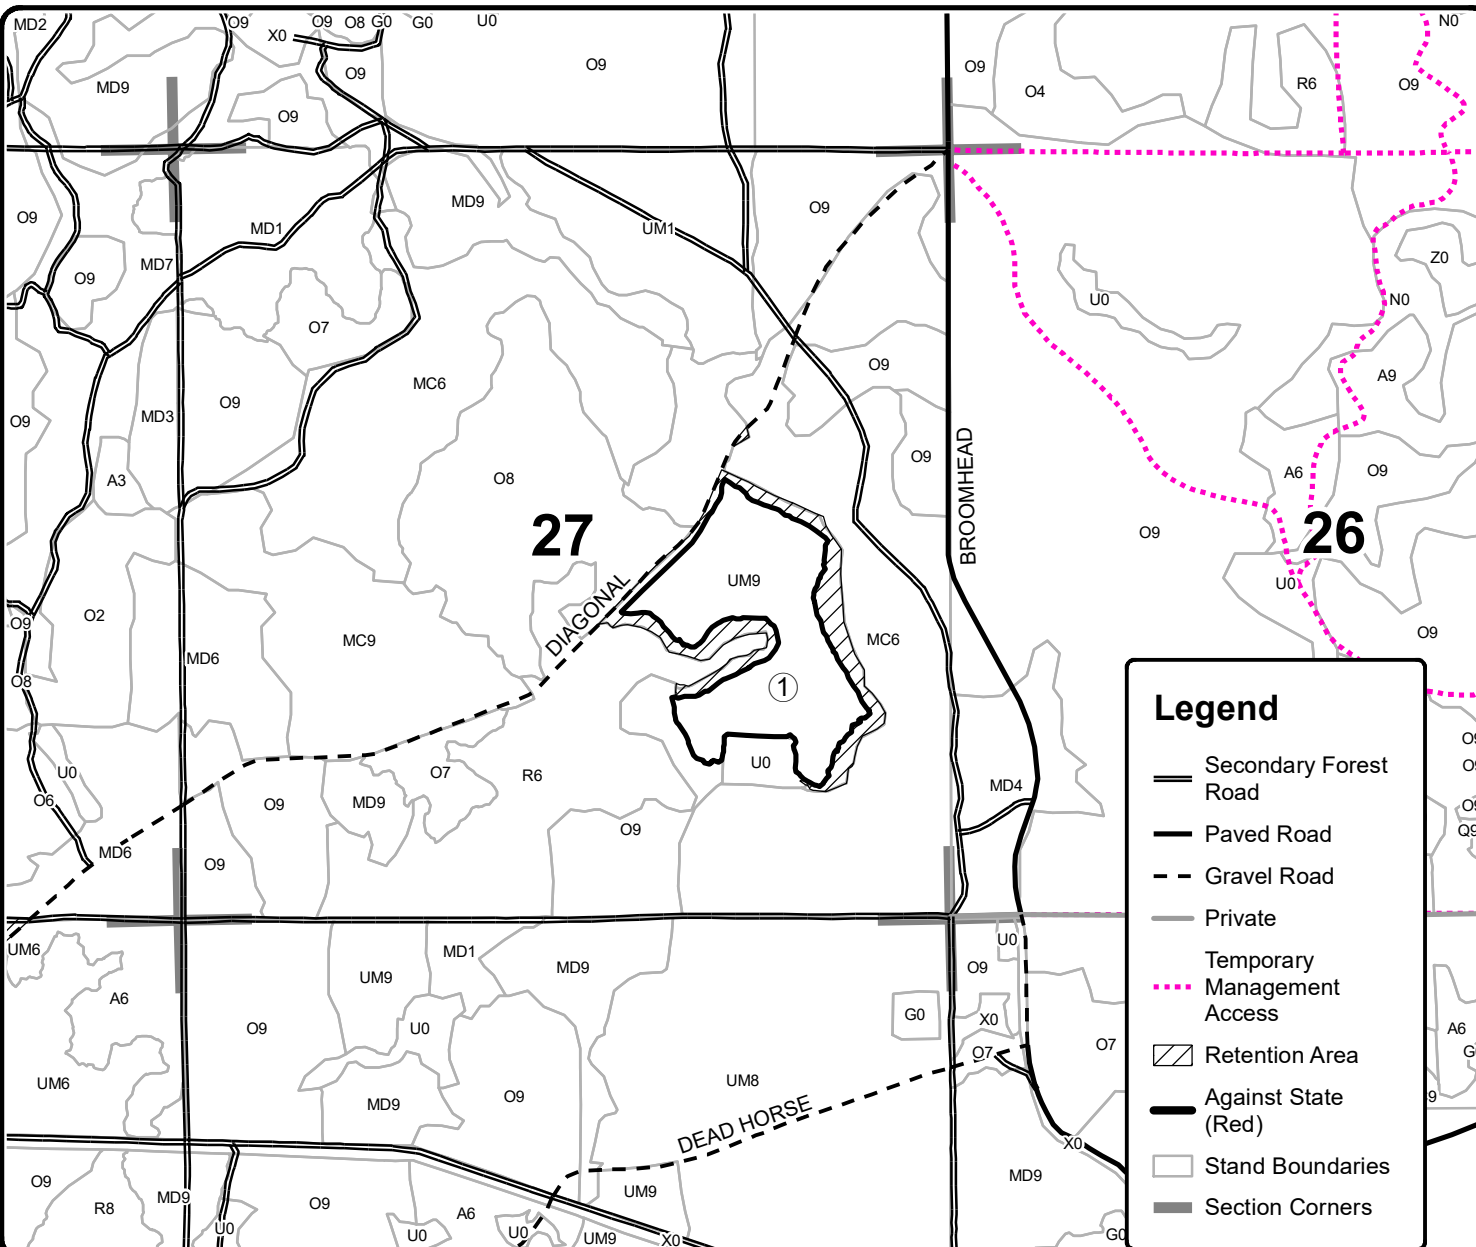 MD2
O9
X0
O9
O8
G0
G0
U0
N0
MD9
O9
O9
O9
O9
O4
R6
O9
O9
MD9
MD1
UM1
O9
MD7
O9
Z0
U0
N0
O7
O9
MC6
A9
O9
MD3
O9
O9
BROOMHEAD
A3
O8
A6
O9
27
O9
26
UM9
U0
DIAGONAL
O9
O2
MC9
MC6
O9
MD6
O8
1
U0
O7
R6
U0
MD4
O6
O9
MD9
O9
MD6
O9
O9
O9
O9
Q9
UM6
MD1
UM9
MD9
U0
O9
A6
O9
U0
G0
X0
O7
O7
A6
G
UM6
MD9
O9
UM8
9
DEAD HORSE
X0
O9
R8
MD9
U0
O9
A6
U0
U0
UM9
UM9
X0
MD9
G0
Legend
Secondary Forest
Road
Paved Road
Gravel Road
Private
Temporary
Management
Access
Retention Area
Against State
(Red)
Stand Boundaries
Section Corners